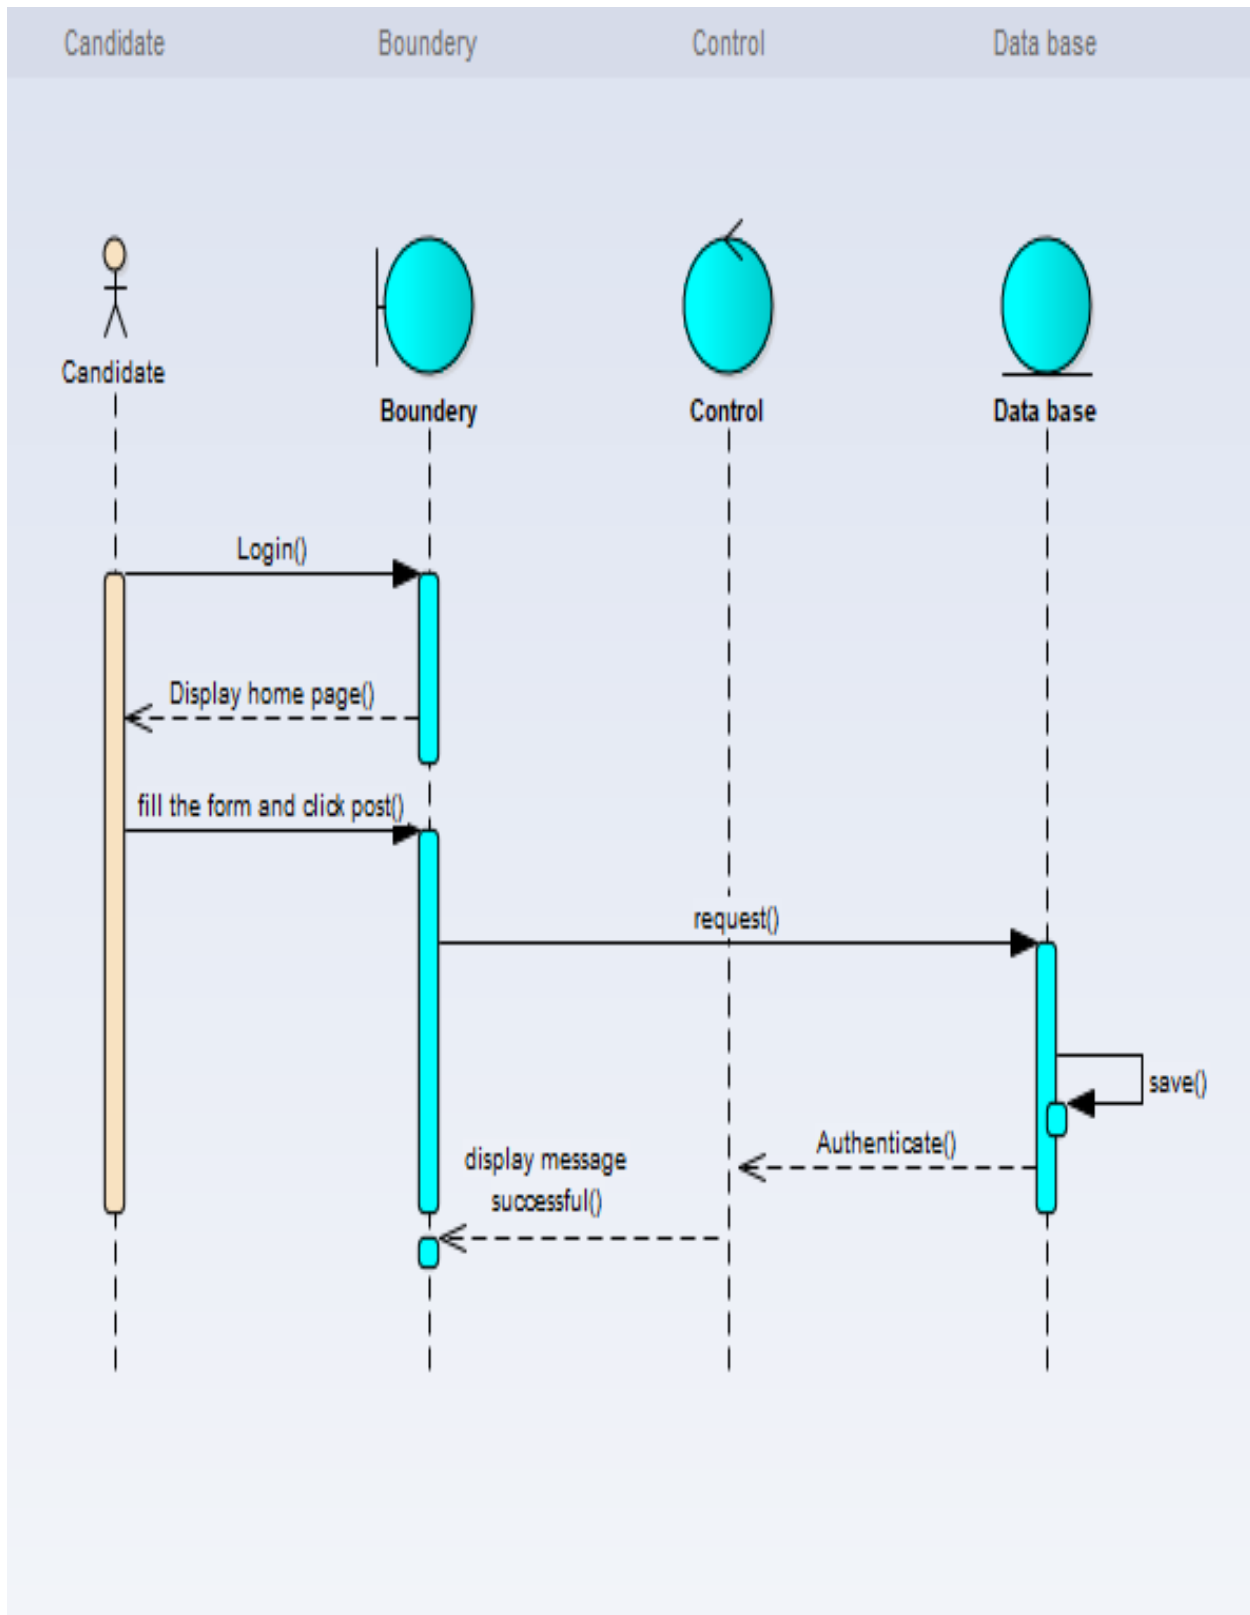 Candidate Boundery Control Data base
Candidate
Boundery Control Data base
Login()
Display home page()
fill the form and click post()
request()
save()
Authenticate()
display message
successful()